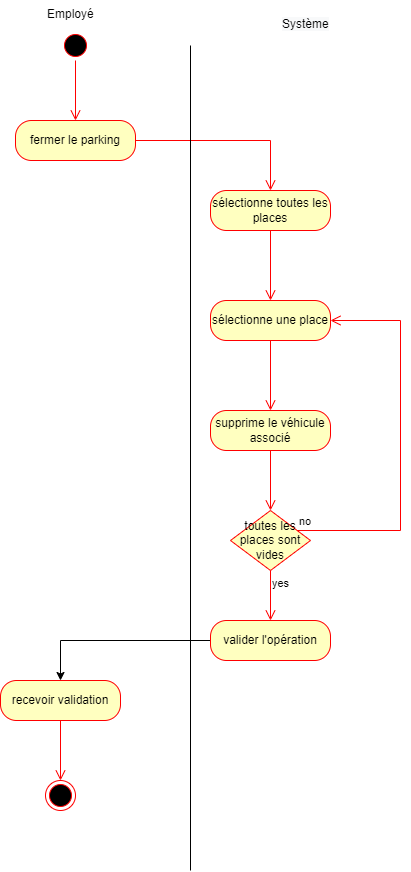 Employé
Système
fermer le parking
sélectionne toutes les
places
sélectionne une place
supprime le véhicule
associé
toutes les
places sont
vides
no
yes
valider l'opération
recevoir validation